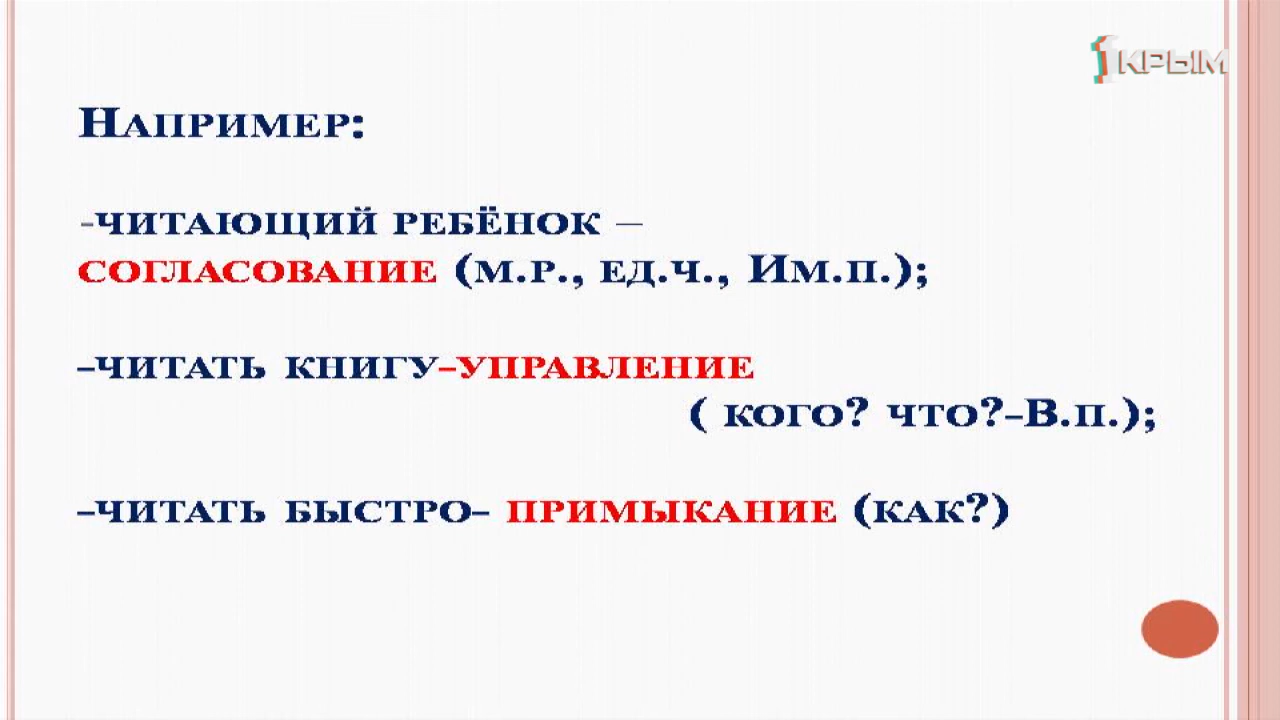 1КРЫМ
Например:
-читающий ребёнок –
согласование (м.р., ед.ч., Им.п.);
–читать книгу–управление
( кого? что?–В.п.);
–читать быстро– примыкание (как?)